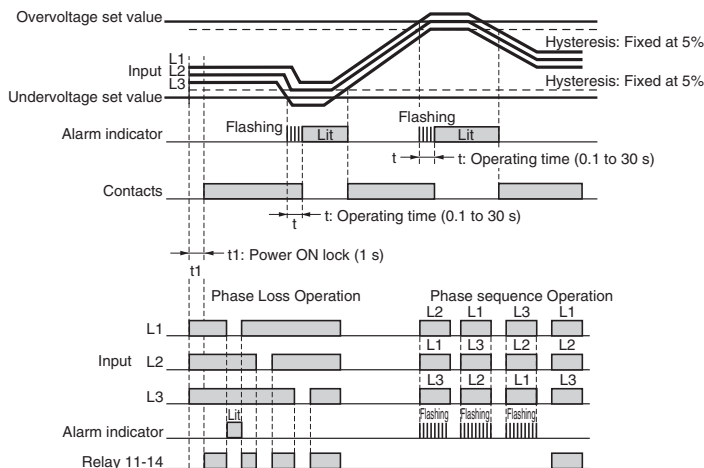 Overvoltage set value
Hysteresis: Fixed at 5%
L1
Input L2
L3
Hysteresis: Fixed at 5%
Undervoltage set value
Flashing
Flashing
Alarm indicator
Lit
Lit
t
t: Operating time (0.1 to 30 s)
Contacts
t: Operating time (0.1 to 30 s)
t
t1: Power ON lock (1 s)
t1
Phase Loss Operation
Phase sequence Operation
L2 L1 L3 L1
L1
L1 L3 L2 L2
Input L2
L3 L2 L1 L3
L3
Lit
Flashing Flashing Flashing
Alarm indicator
Relay 11-14